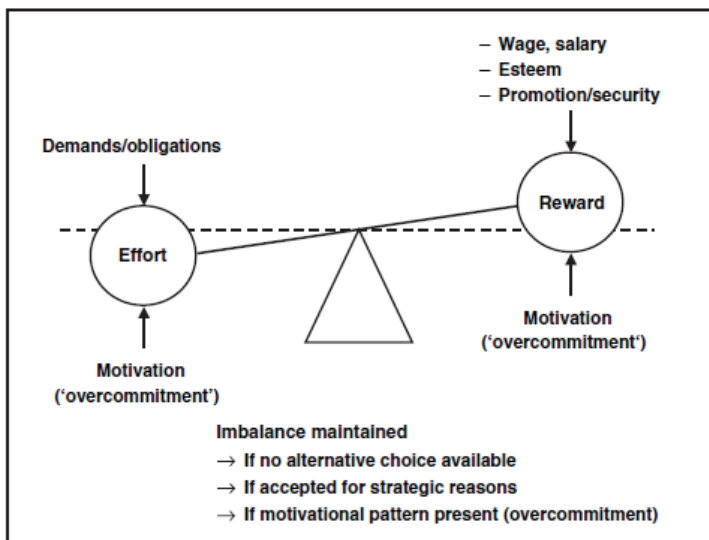 – Wage, salary
– Esteem
– Promotion/security
Demands/obligations
Reward
Effort
Motivation
(‘overcommitment‘)
Motivation
(‘overcommitment’)
Imbalance maintained
→ If no alternative choice available
→ If accepted for strategic reasons
→ If motivational pattern present (overcommitment)